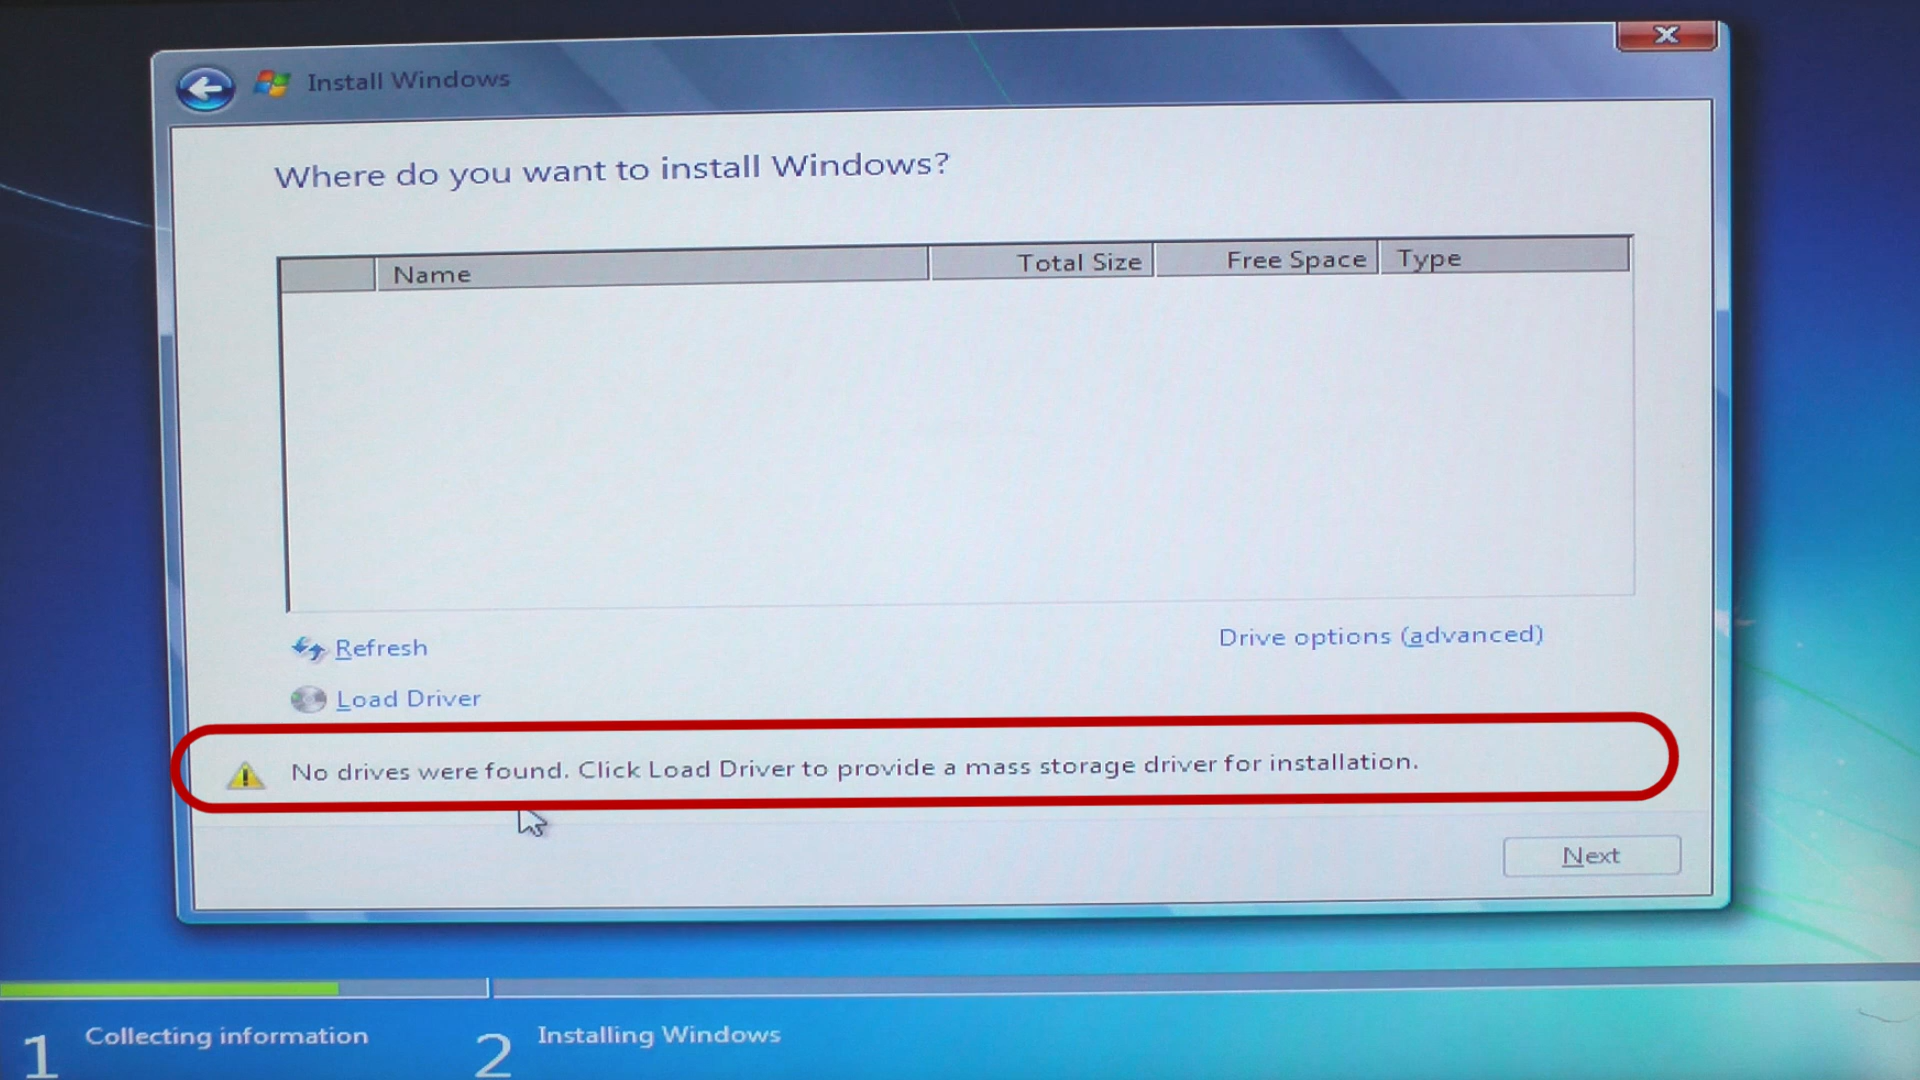 Install Windows
Where do you want to install Windows?
Name Total Size Free Space Type
Refresh Drive options (advanced)
Load Driver
No drives were found. Click Load Driver to provide a mass storage driver for installation.
Next
1 Collecting information 2 Installing Windows